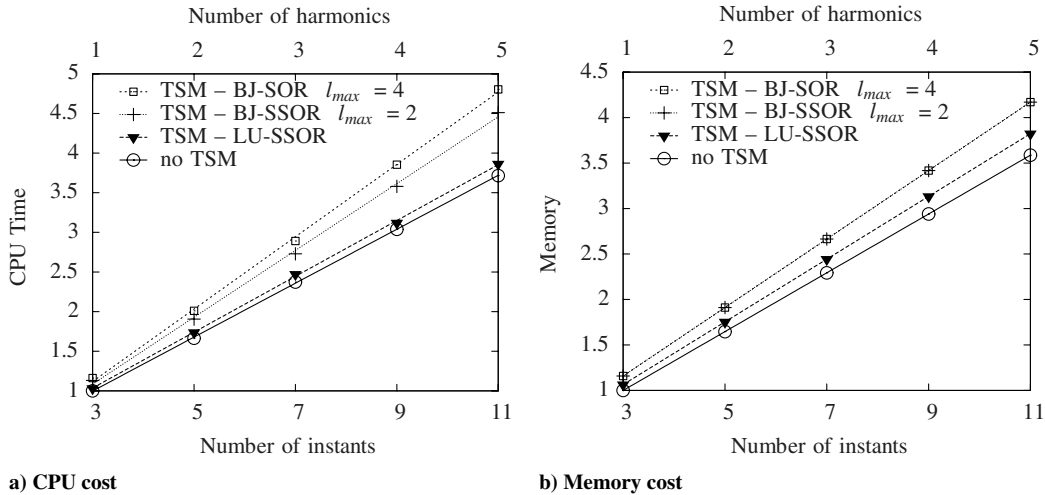 Number of harmonics
1 2 3 4 5
5
4.5
4
3.5
3
2.5
2
1.5
1
CPU Time
TSM – BJ-SOR l_max = 4
TSM – BJ-SSOR l_max = 2
TSM – LU-SSOR
no TSM
3 5 7 9 11
Number of instants
a) CPU cost
Number of harmonics
1 2 3 4 5
4.5
4
3.5
3
2.5
2
1.5
1
Memory
TSM – BJ-SOR l_max = 4
TSM – BJ-SSOR l_max = 2
TSM – LU-SSOR
no TSM
3 5 7 9 11
Number of instants
b) Memory cost